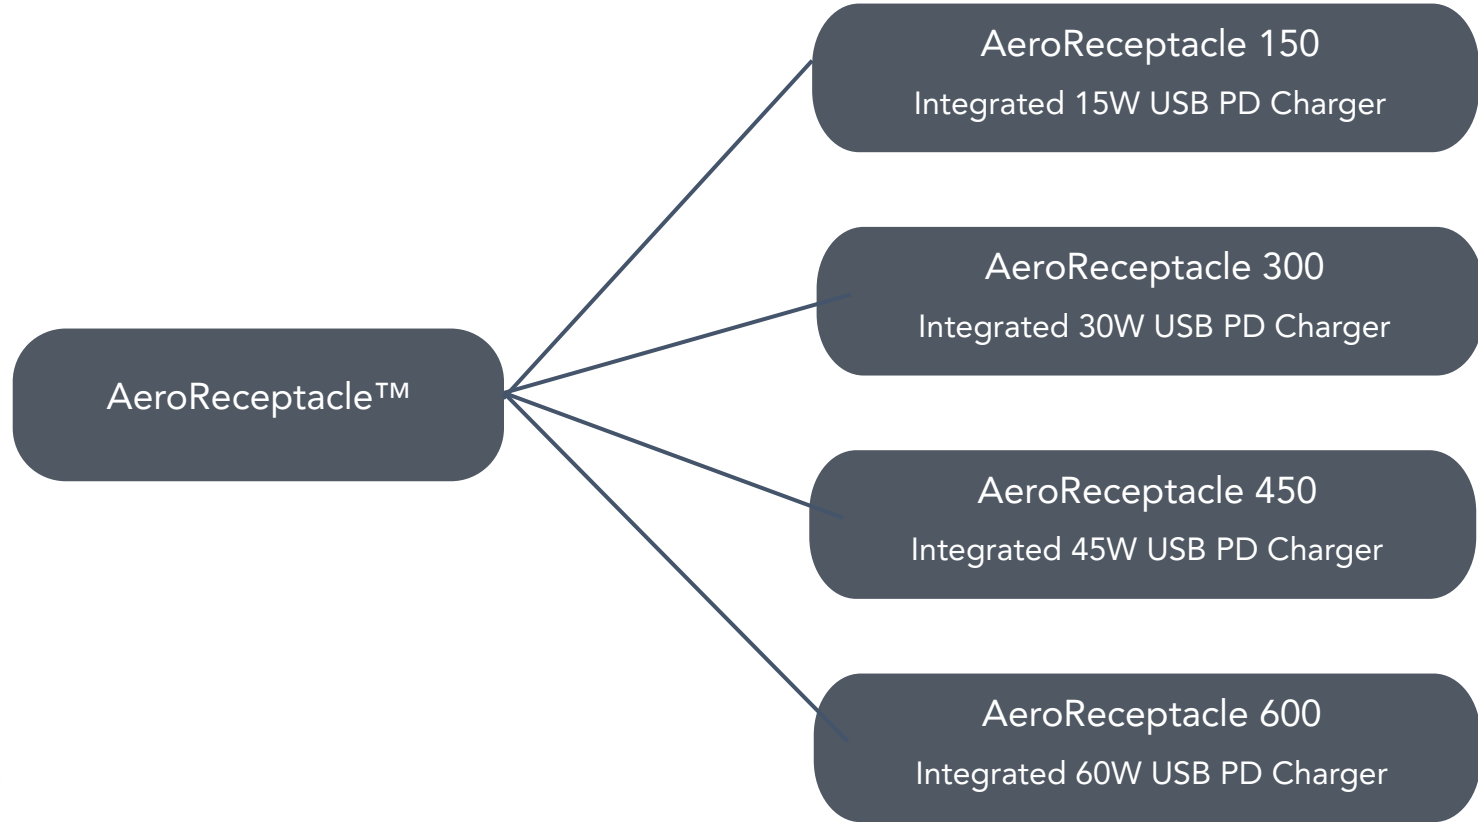 AeroReceptacle™
AeroReceptacle 150
Integrated 15W USB PD Charger
AeroReceptacle 300
Integrated 30W USB PD Charger
AeroReceptacle 450
Integrated 45W USB PD Charger
AeroReceptacle 600
Integrated 60W USB PD Charger